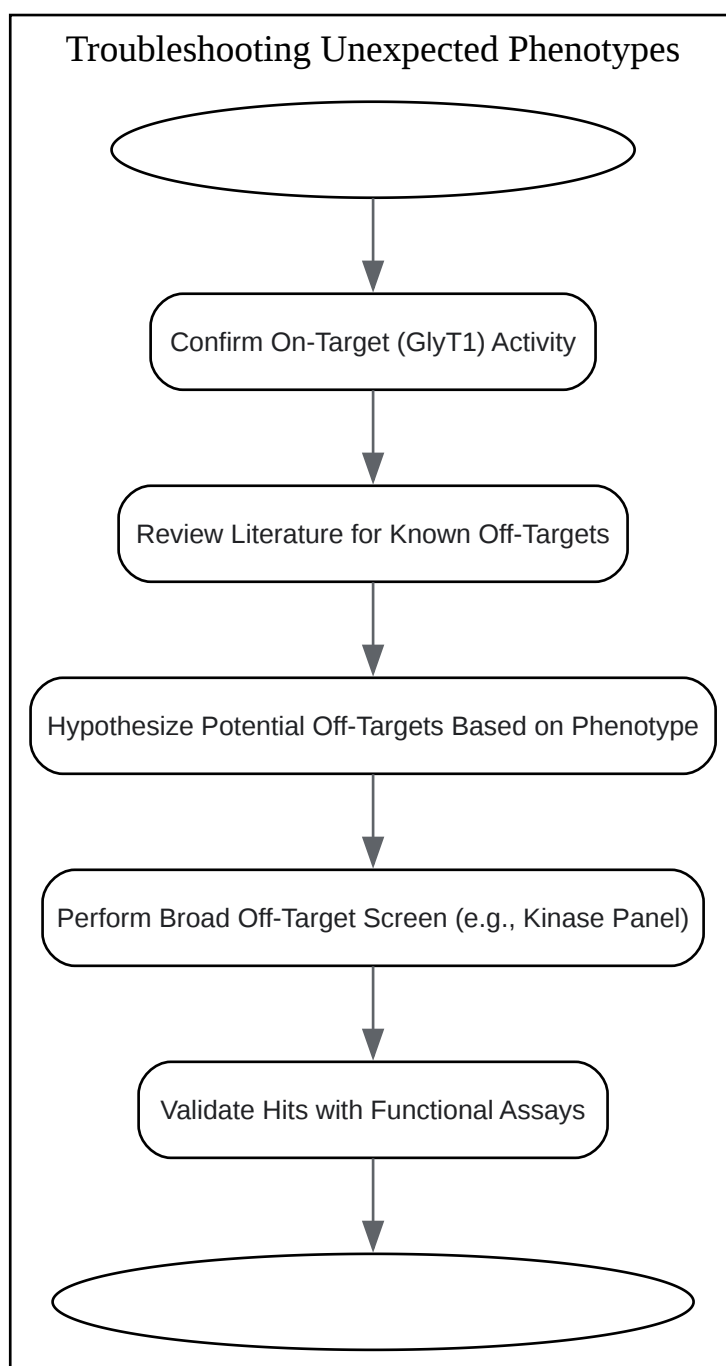 Troubleshooting Unexpected Phenotypes
Confirm On-Target (GlyT1) Activity
Review Literature for Known Off-Targets
Hypothesize Potential Off-Targets Based on Phenotype
Perform Broad Off-Target Screen (e.g., Kinase Panel)
Validate Hits with Functional Assays